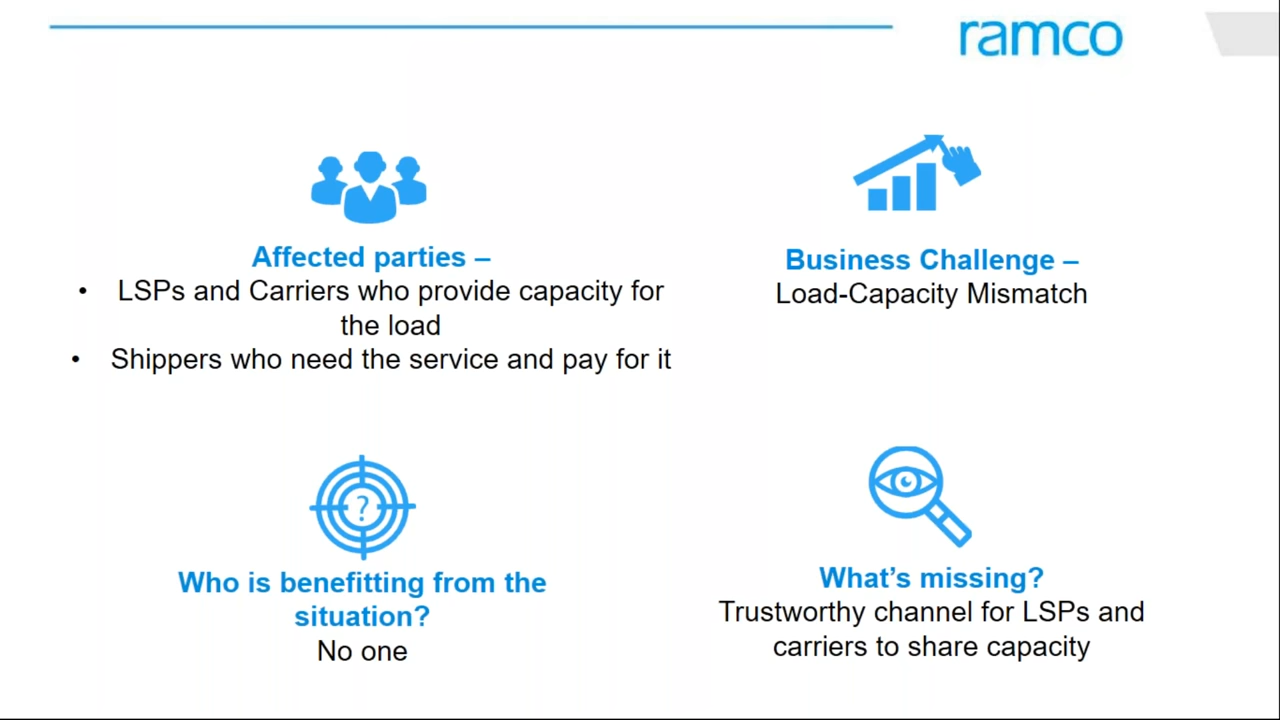 ramco
Affected parties –
• LSPs and Carriers who provide capacity for
the load
• Shippers who need the service and pay for it
Business Challenge –
Load-Capacity Mismatch
?
Who is benefitting from the
situation?
No one
What’s missing?
Trustworthy channel for LSPs and
carriers to share capacity